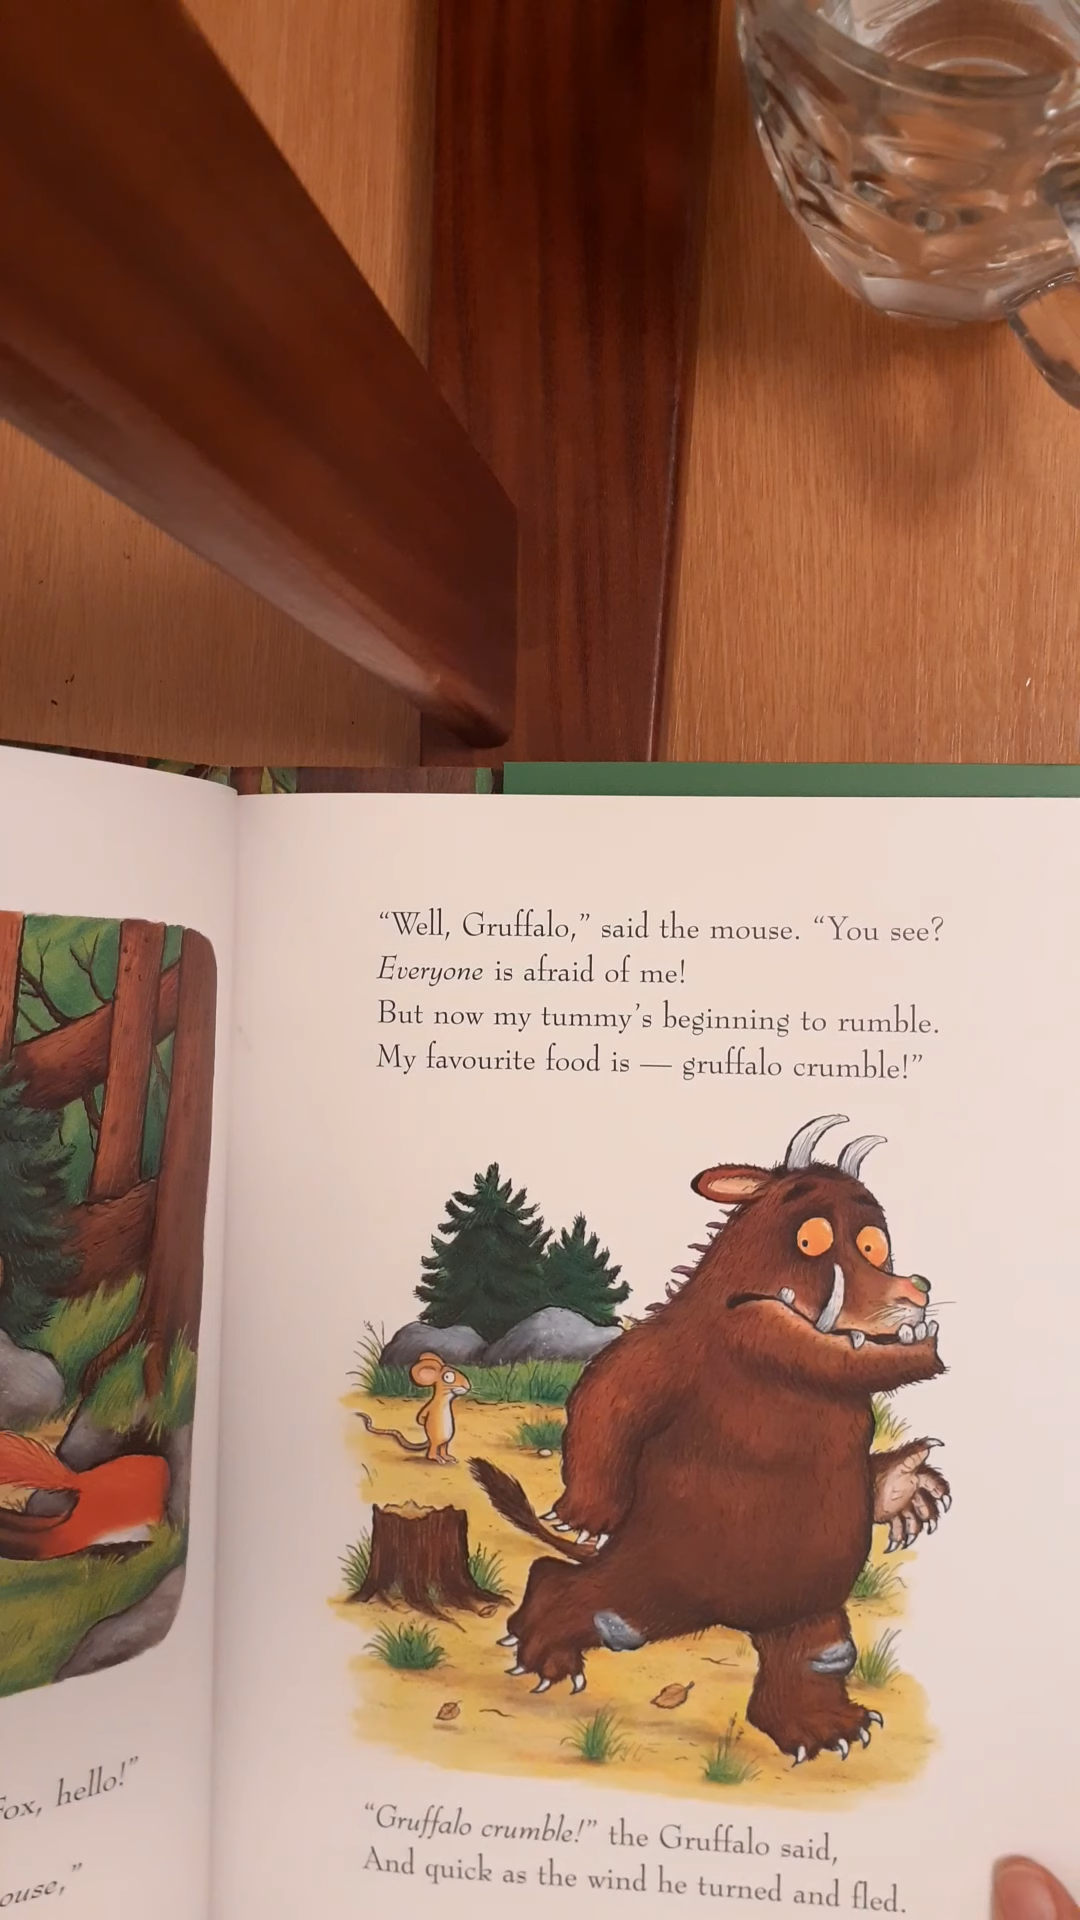 Fox, hello!”
ouse,”
“Well, Gruffalo,” said the mouse. “You see?
Everyone is afraid of me!
But now my tummy’s beginning to rumble.
My favourite food is — gruffalo crumble!”
“Gruffalo crumble!” the Gruffalo said,
And quick as the wind he turned and fled.